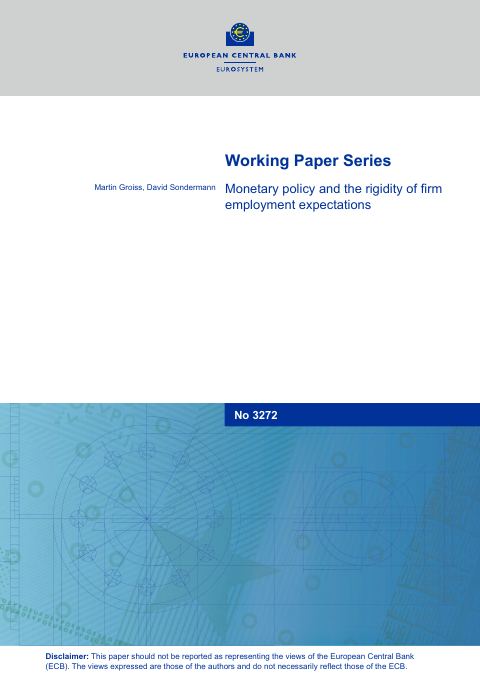 EUROPEAN CENTRAL BANK
EUROSYSTEM
Working Paper Series
Martin Groiss, David Sondermann
Monetary policy and the rigidity of firm
employment expectations
No 3272
Disclaimer: This paper should not be reported as representing the views of the European Central Bank
(ECB). The views expressed are those of the authors and do not necessarily reflect those of the ECB.